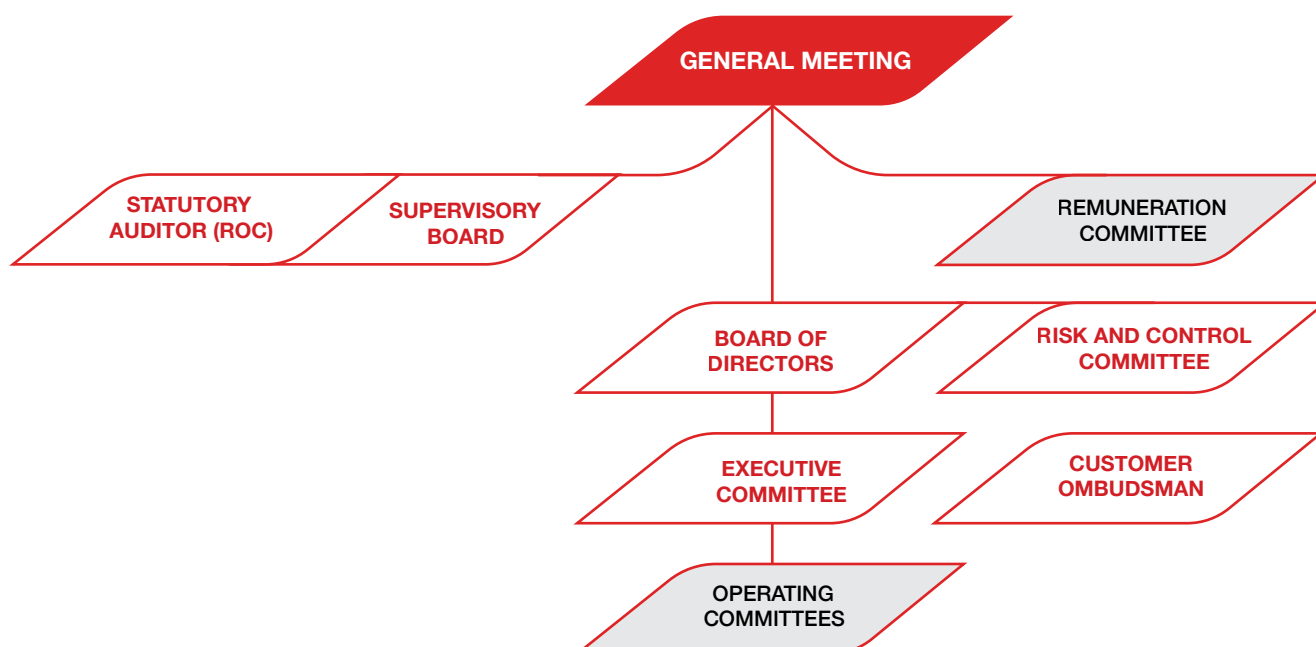 GENERAL MEETING
STATUTORY
AUDITOR (ROC)
SUPERVISORY
BOARD
REMUNERATION
COMMITTEE
BOARD OF
DIRECTORS
RISK AND CONTROL
COMMITTEE
EXECUTIVE
COMMITTEE
CUSTOMER
OMBUDSMAN
OPERATING
COMMITTEES